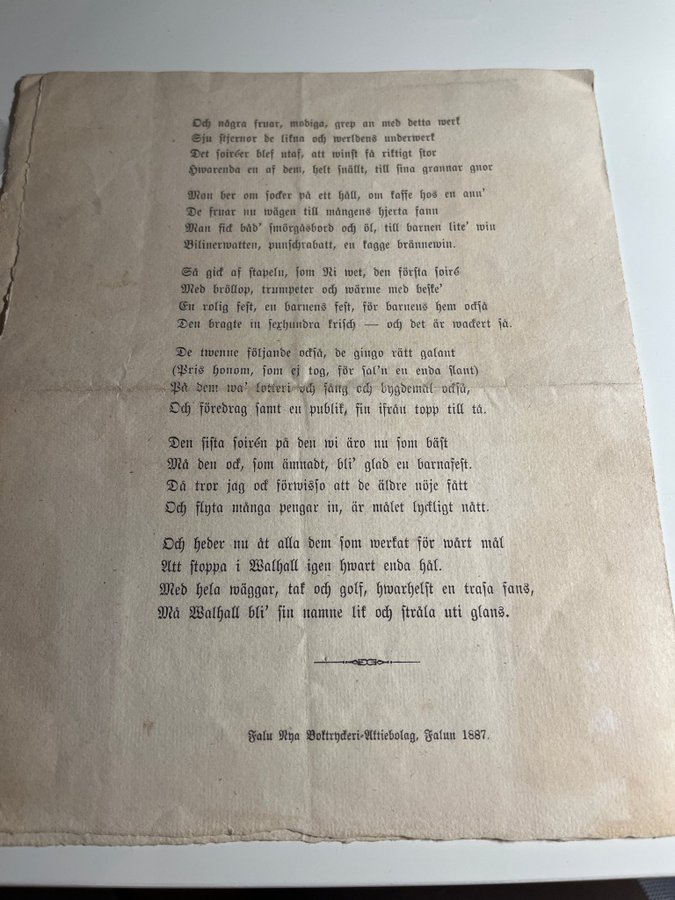 Och några fruar, modiga, grep an med detta werk
Sju stjernor de likna och werldens underwerk
Det soiréer blef utaf, att winst få riktigt stor
Hwarenda en af dem, helt snällt, till sina grannar gnor
Man ber om socker på ett håll, om kaffe hos en ann'
De fruar nu wägen till mångens hjerta fann
Man fick båd' smörgåsbord och öl, till barnen lite' win
Bilinerwatten, punschrabatt, en kagge brännewin.
Så gick af stapeln, som Ni wet, den första soiré
Med bröllop, trumpeter och wärme med beske'
En rolig fest, en barnens fest, för barnens hem också
Den bragte in sexhundra krisch — och det är wackert så.
De twenne följande också, de gingo rätt galant
(Pris honom, som ej tog, för sal'n en enda slant)
På dem wa' lotteri och sång och bygdemål också,
Och föredrag samt en publik, fin ifrån topp till tå.
Den sista soirén på den wi äro nu som bäst
Må den ock, som ämnadt, bli' glad en barnafest.
Då tror jag ock förwisso att de äldre nöje fått
Och flyta många pengar in, är målet lyckligt nått.
Och heder nu åt alla dem som werkat för wårt mål
Att stoppa i Walhall igen hwart enda hål.
Med hela wäggar, tak och golf, hwarhelst en trasa fans,
Må Walhall bli' sin namne lik och stråla uti glans.
Falu Nya Boktryckeri-Aktiebolag, Falun 1887.